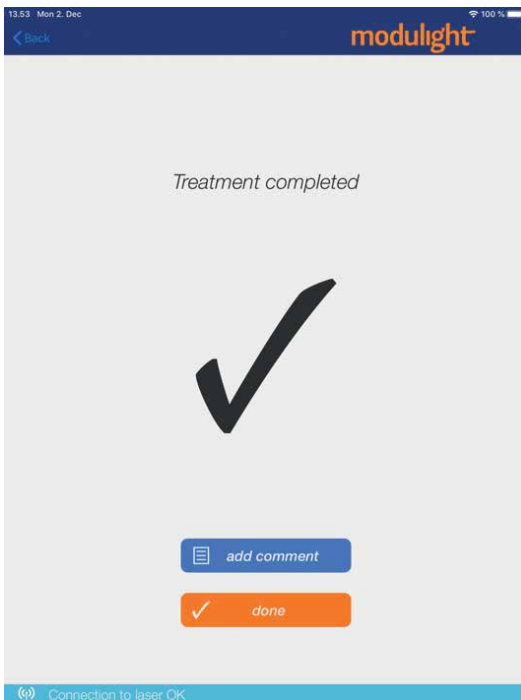 13.53 Mon 2. Dec
100 %
Back
modulight
Treatment completed
add comment
done
Connection to laser OK